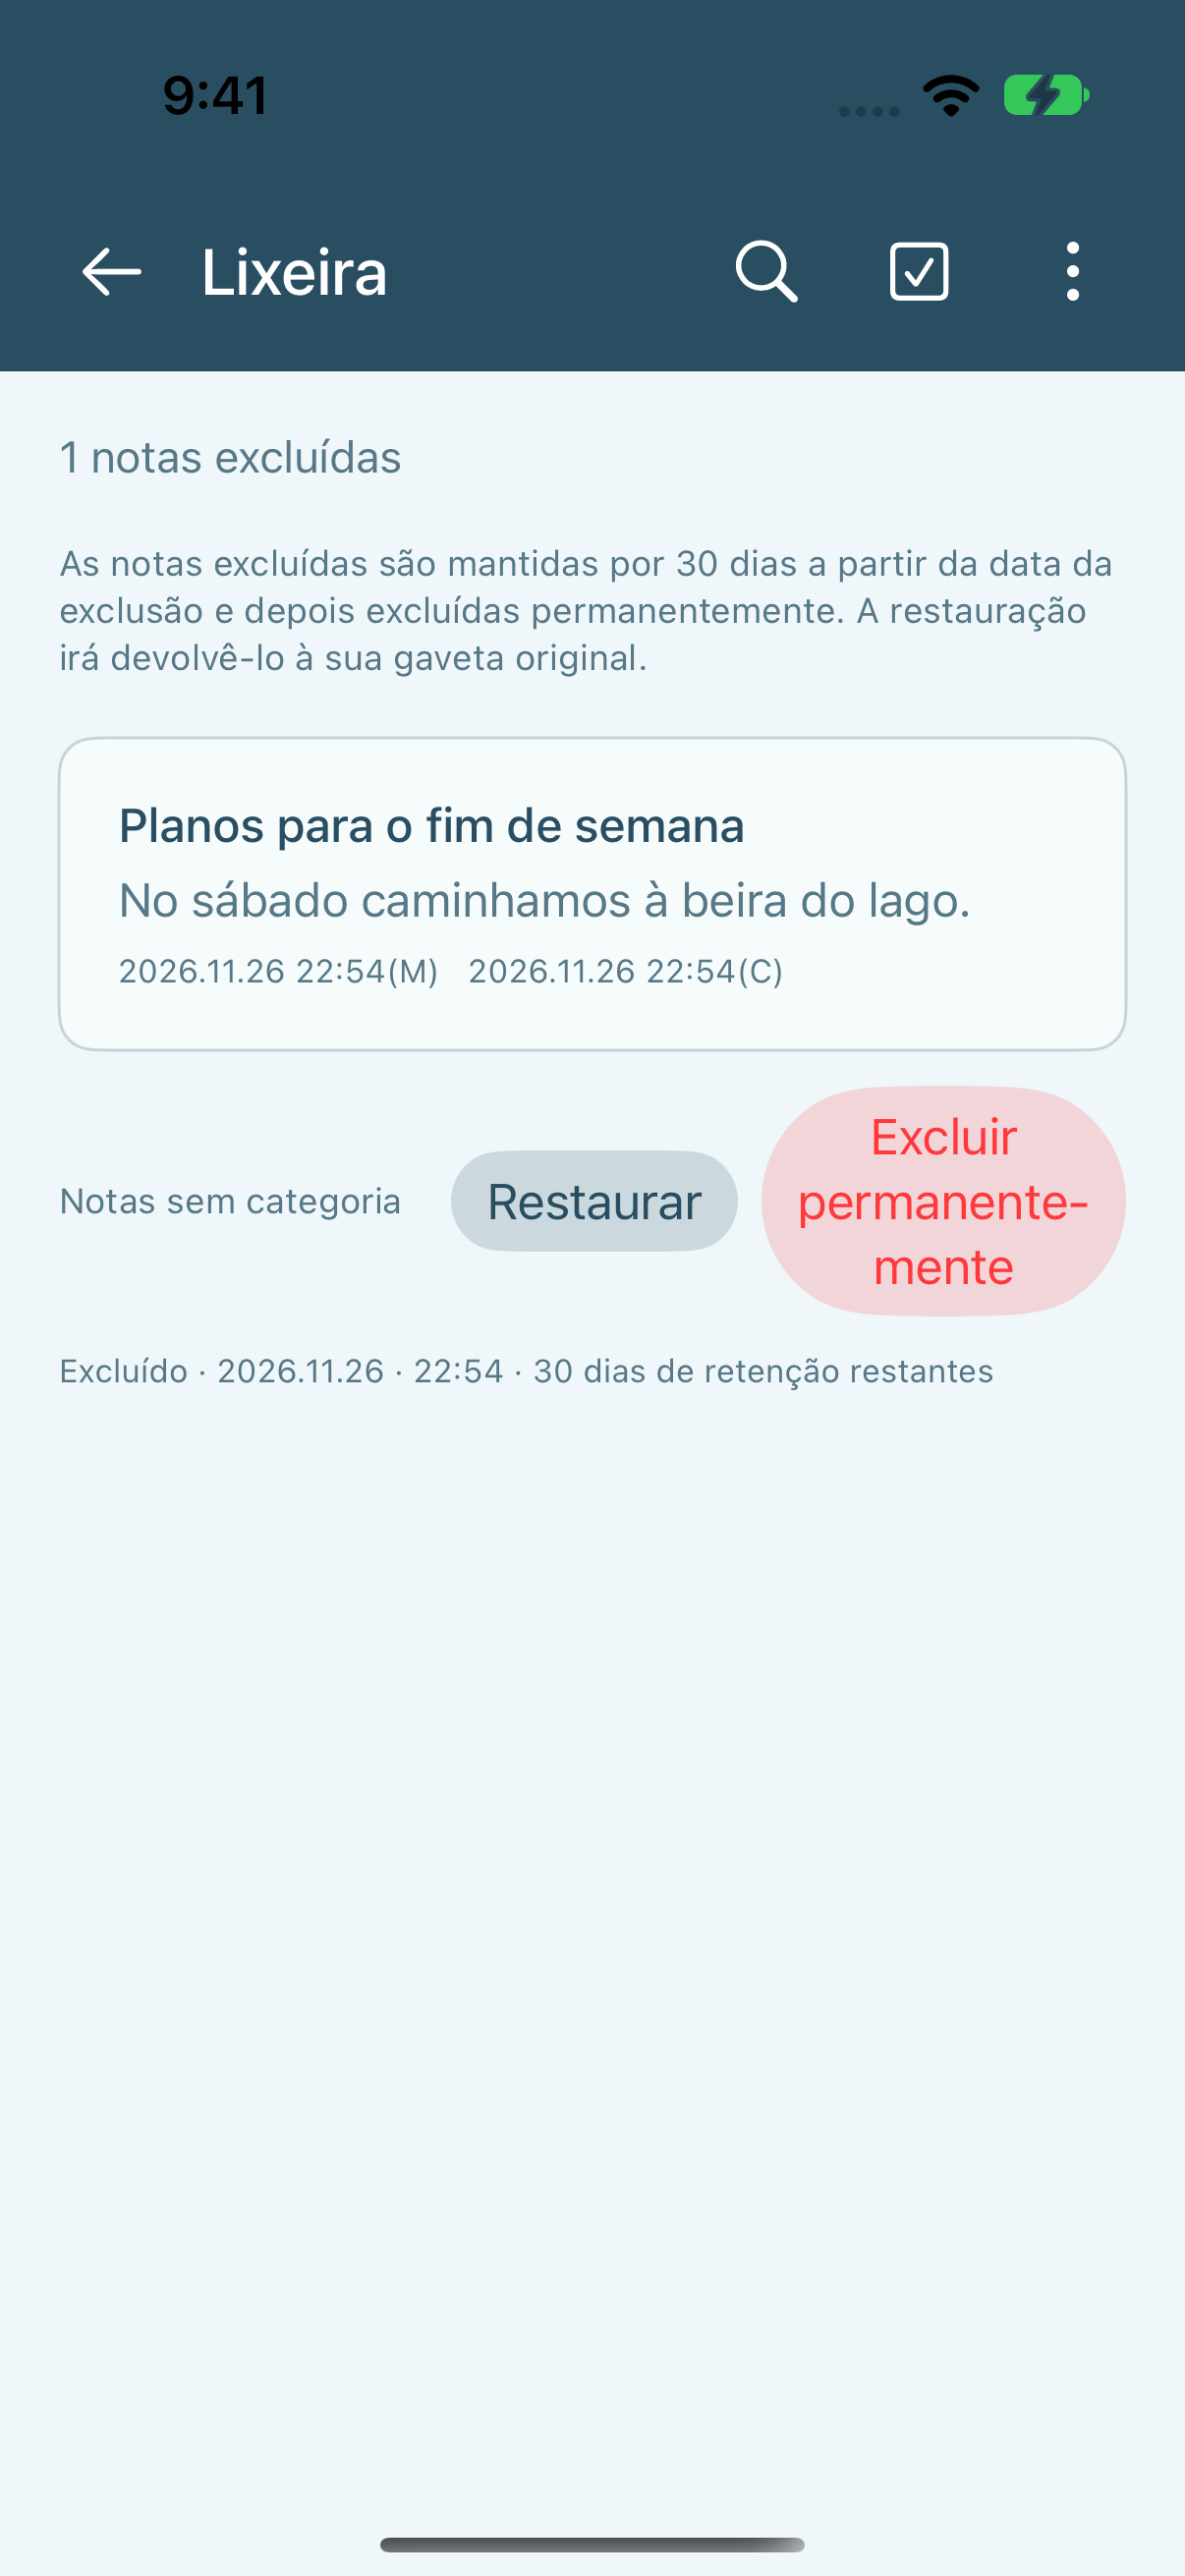 9:41
Lixeira
1 notas excluídas
As notas excluídas são mantidas por 30 dias a partir da data da
exclusão e depois excluídas permanentemente. A restauração
irá devolvê-lo à sua gaveta original.
Planos para o fim de semana
No sábado caminhamos à beira do lago.
2026.11.26 22:54(M) 2026.11.26 22:54(C)
Notas sem categoria
Restaurar
Excluir
permanente-
mente
Excluído · 2026.11.26 · 22:54 · 30 dias de retenção restantes